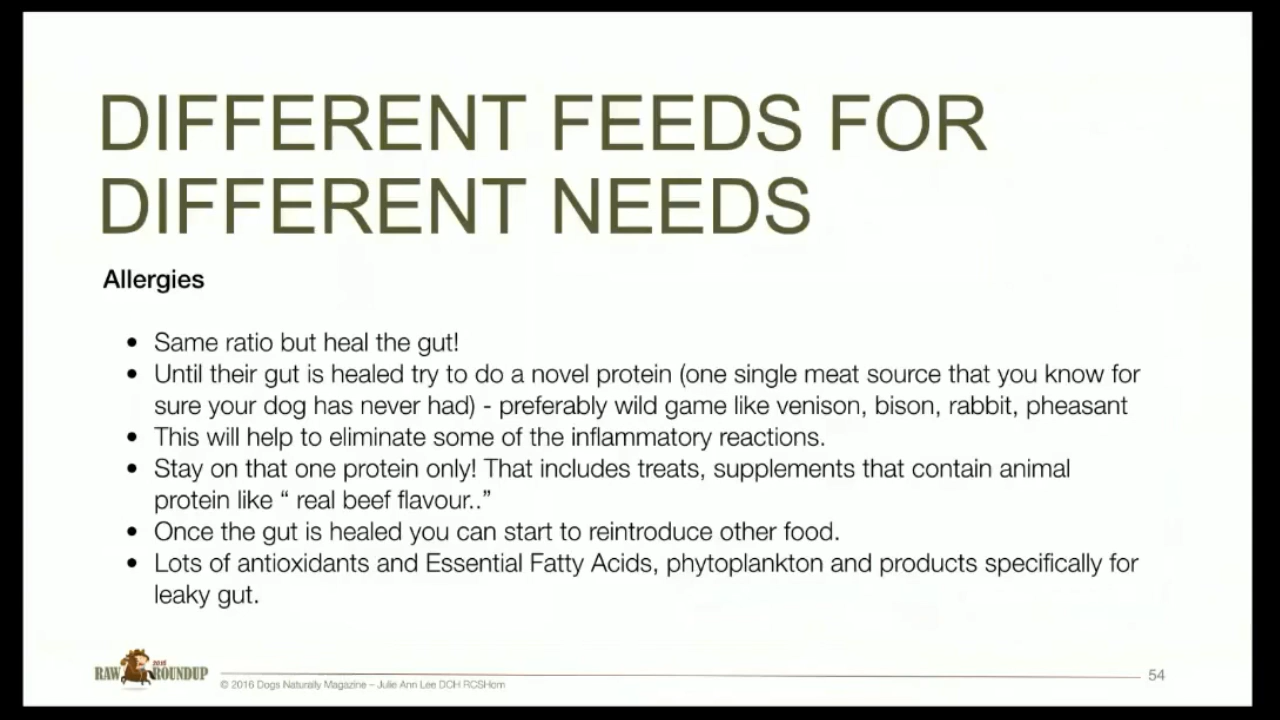 DIFFERENT FEEDS FOR
DIFFERENT NEEDS
Allergies
• Same ratio but heal the gut!
• Until their gut is healed try to do a novel protein (one single meat source that you know for
sure your dog has never had) - preferably wild game like venison, bison, rabbit, pheasant
• This will help to eliminate some of the inflammatory reactions.
• Stay on that one protein only! That includes treats, supplements that contain animal
protein like “ real beef flavour..”
• Once the gut is healed you can start to reintroduce other food.
• Lots of antioxidants and Essential Fatty Acids, phytoplankton and products specifically for
leaky gut.
RAW 2016 ROUNDUP
© 2016 Dogs Naturally Magazine – Julie Ann Lee DCH RCSHom
54